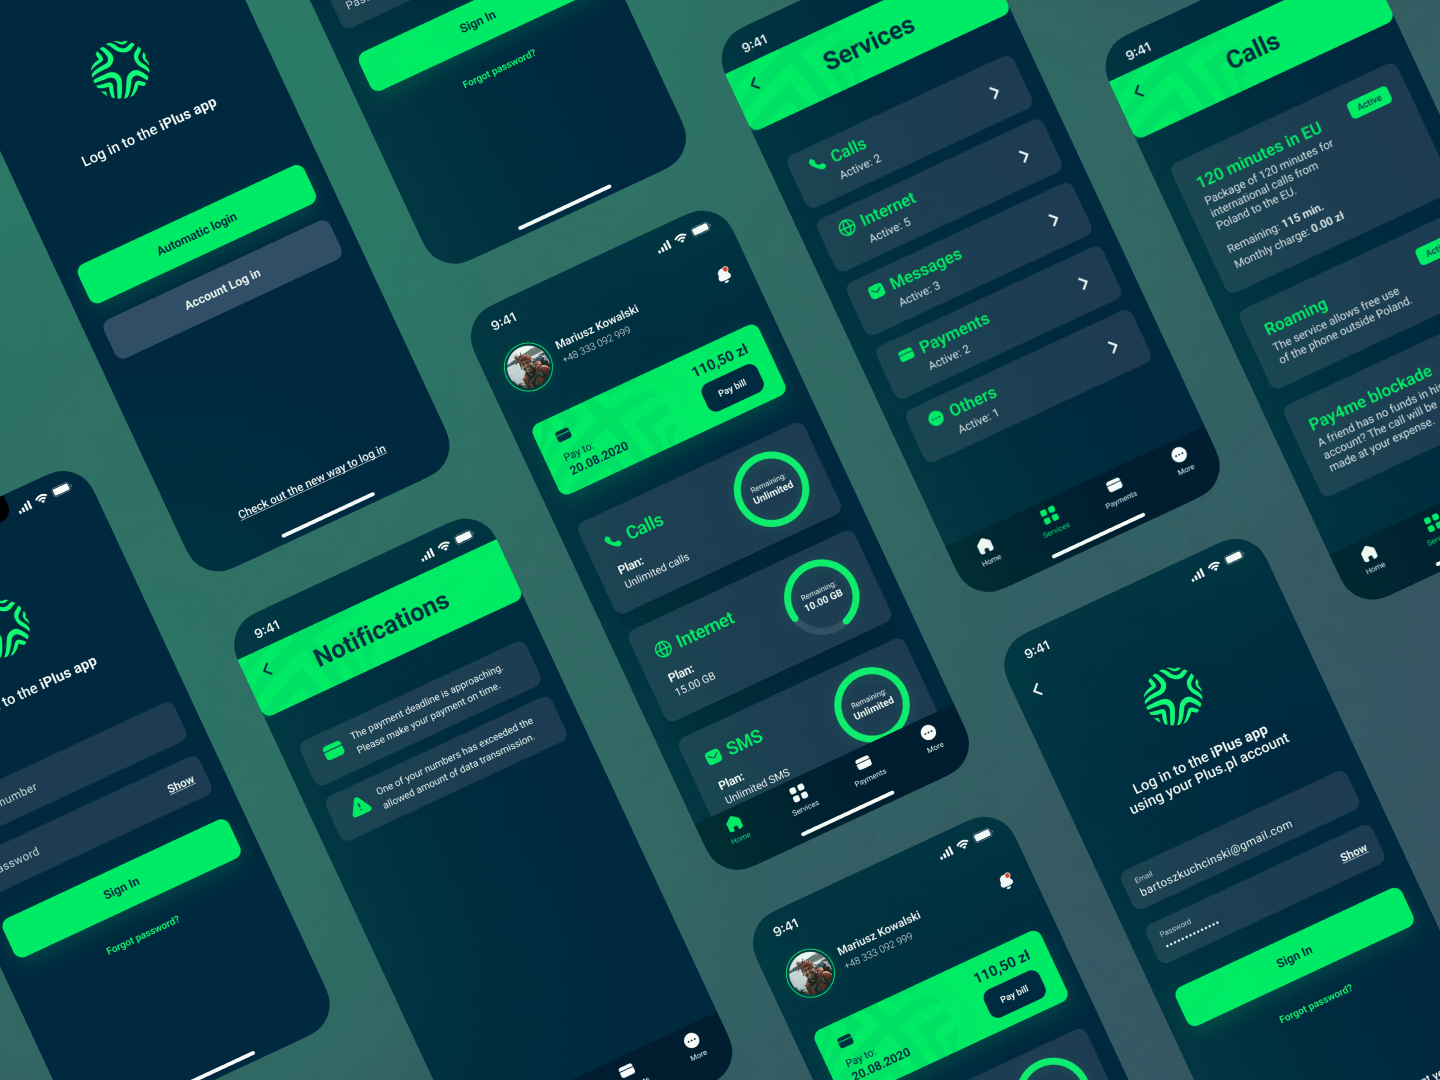 Log in to the iPlus app
Automatic login
Account Log in
Check out the new way to log in
Sign In
Forgot password?
9:41
Services
Calls
Active: 2
Internet
Active: 5
Messages
Active: 3
Payments
Active: 2
Others
Active: 1
Home
Services
Payments
More
9:41
Calls
120 minutes in EU
Active
Package of 120 minutes for
international calls from
Poland to the EU.
Remaining: 115 min.
Monthly charge: 0.00 zł
Roaming
The service allows free use
of the phone outside Poland.
Pay4me blockade
A friend has no funds in his
account? The call will be
made at your expense.
Home
9:41
Mariusz Kowalski
+48 333 092 999
110,50 zł
Pay bill
Pay to:
20.08.2020
Calls
Plan:
Unlimited calls
Remaining:
Unlimited
Internet
Plan:
15.00 GB
Remaining:
10.00 GB
SMS
Plan:
Unlimited SMS
Remaining:
Unlimited
Home
Services
Payments
More
to the iPlus app
number
Show
Sign In
Forgot password?
9:41
Notifications
The payment deadline is approaching.
Please make your payment on time.
One of your numbers has exceeded the
allowed amount of data transmission.
More
9:41
Mariusz Kowalski
+48 333 092 999
110,50 zł
Pay bill
Pay to:
20.08.2020
9:41
Log in to the iPlus app
using your Plus.pl account
Email
bartoszkuchcinski@gmail.com
Password
••••••••••••••
Show
Sign In
Forgot password?